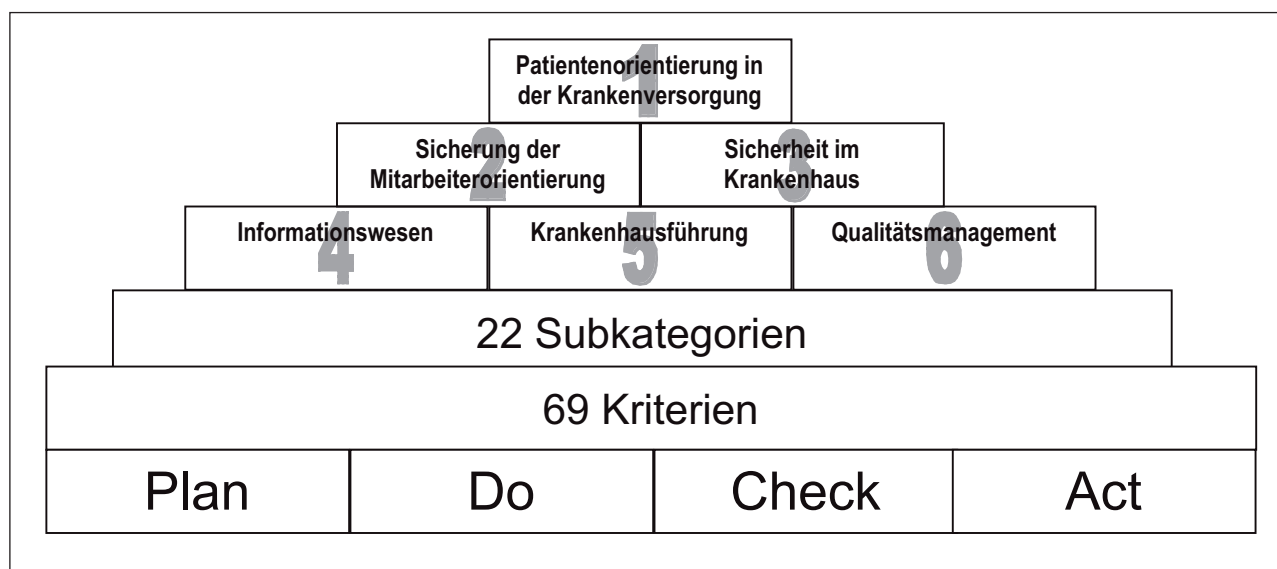 1
Patientenorientierung in
der Krankenversorgung
2
Sicherung der
Mitarbeiterorientierung
3
Sicherheit im
Krankenhaus
4
Informationswesen
5
Krankenhausführung
6
Qualitätsmanagement
22 Subkategorien
69 Kriterien
Plan
Do
Check
Act